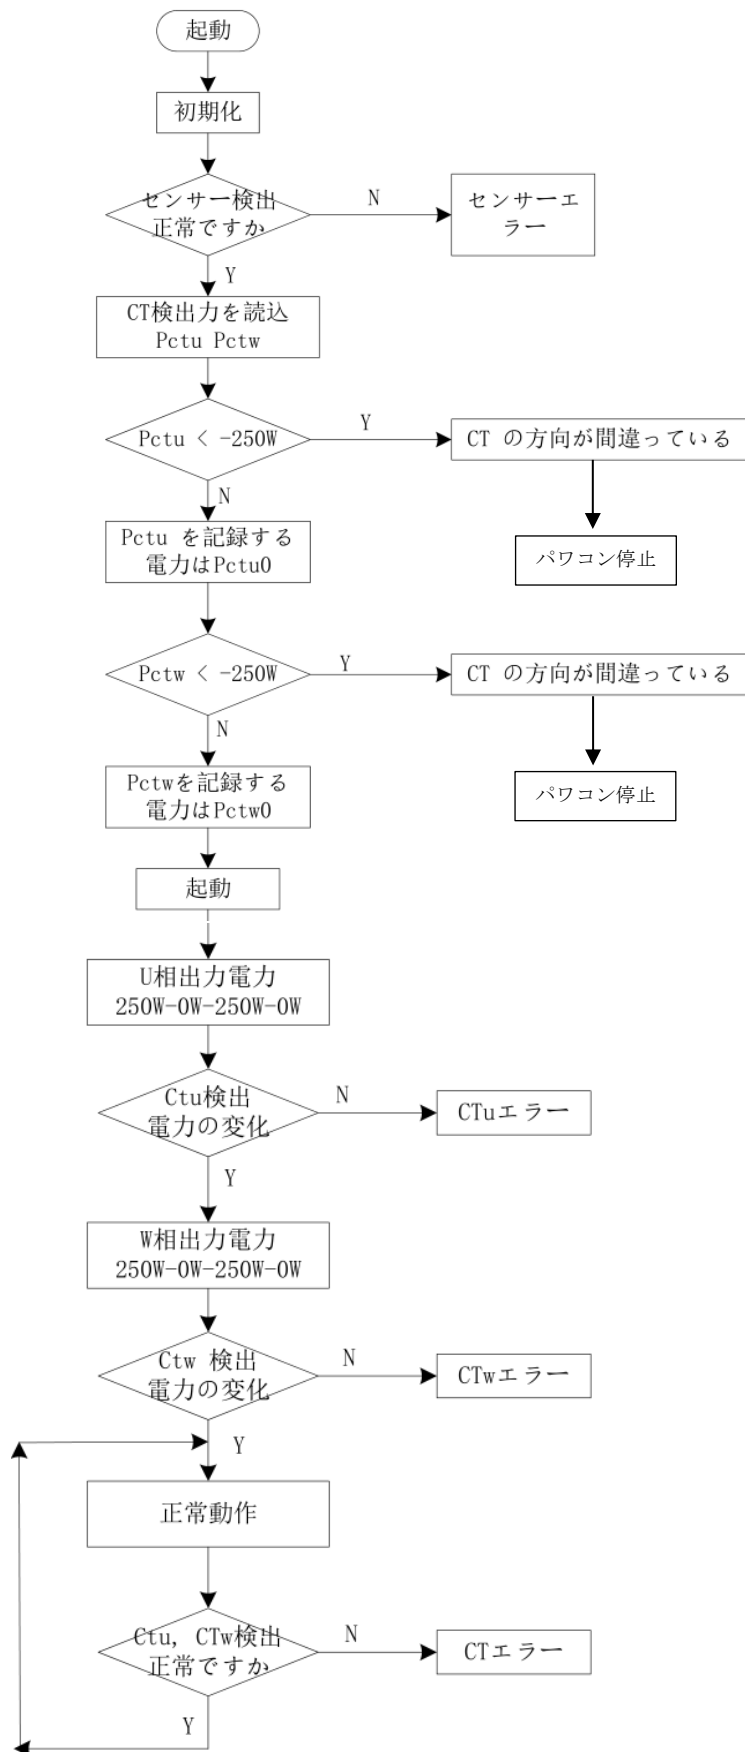 起動
初期化
センサー検出
正常ですか
N
センサーエ
ラー
Y
CT検出力を読込
Pctu Pctw
Pctu < -250W
Y
CT の方向が間違っている
N
パワコン停止
Pctu を記録する
電力はPctu0
Pctw < -250W
Y
CT の方向が間違っている
N
パワコン停止
Pctwを記録する
電力はPctw0
起動
U相出力電力
250W-0W-250W-0W
Ctu検出
電力の変化
N
CTuエラー
Y
W相出力電力
250W-0W-250W-0W
Ctw 検出
電力の変化
N
CTwエラー
Y
正常動作
Ctu, CTw検出
正常ですか
N
CTエラー
Y